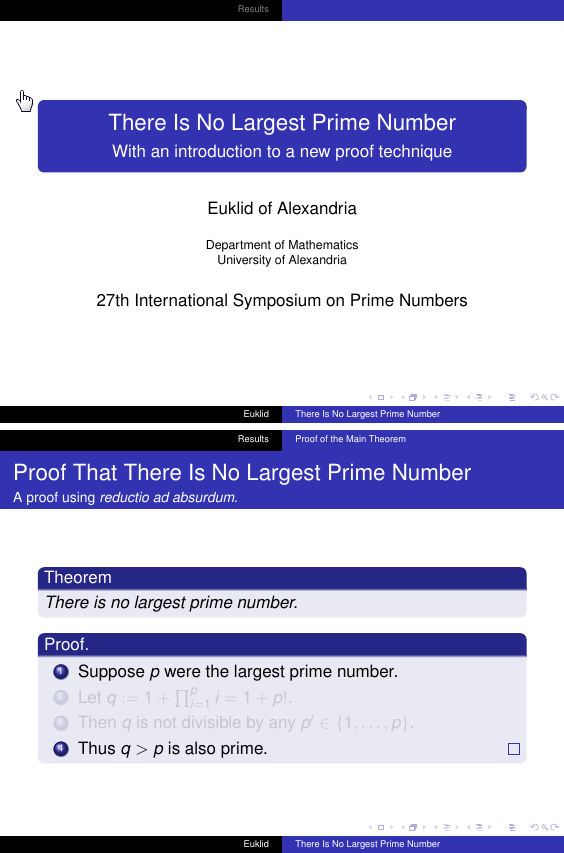 Results
There Is No Largest Prime Number
With an introduction to a new proof technique
Euklid of Alexandria
Department of Mathematics
University of Alexandria
27th International Symposium on Prime Numbers
Euklid There Is No Largest Prime Number
Results Proof of the Main Theorem
Proof That There Is No Largest Prime Number
A proof using reductio ad absurdum.
Theorem
There is no largest prime number.
Proof.
1 Suppose p were the largest prime number.
2 Let q := 1 + ∏_{i=1}^{p} i = 1 + p!.
3 Then q is not divisible by any p′ ∈ {1, . . . , p}.
4 Thus q > p is also prime. □
Euklid There Is No Largest Prime Number